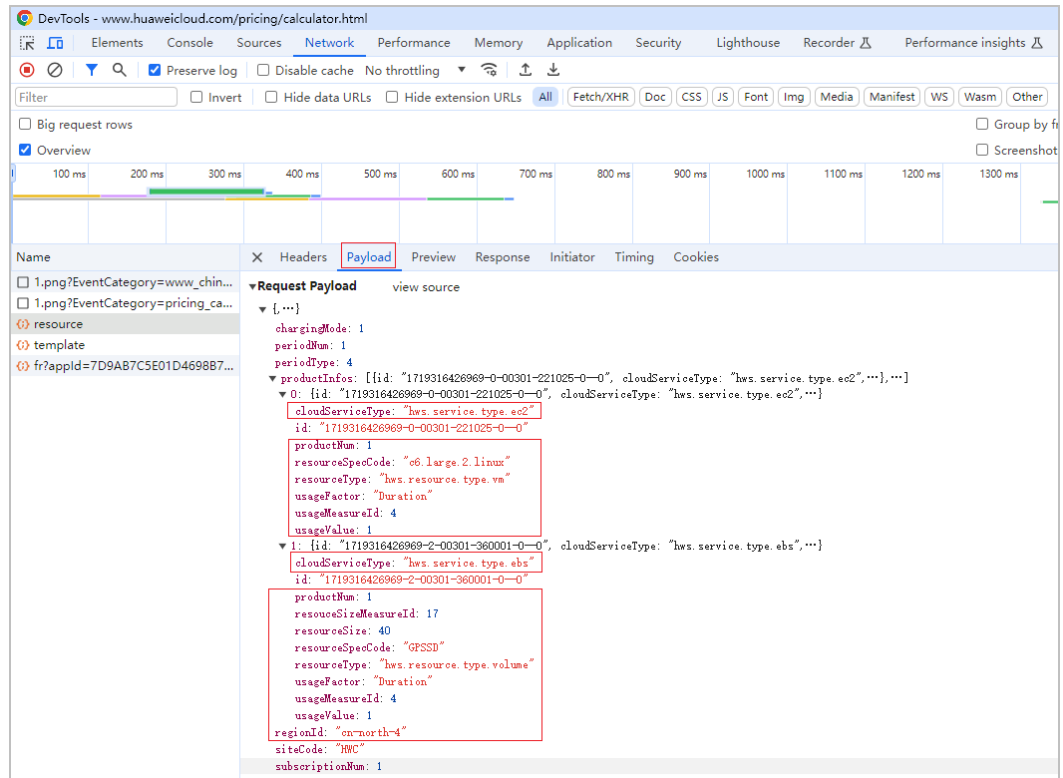 DevTools - www.huaweicloud.com/pricing/calculator.html
Elements Console Sources Network Performance Memory Application Security Lighthouse Recorder Performance insights
Preserve log Disable cache No throttling
Filter Invert Hide data URLs Hide extension URLs All Fetch/XHR Doc CSS JS Font Img Media Manifest WS Wasm Other
Big request rows Group by fr
Overview Screenshot
100 ms 200 ms 300 ms 400 ms 500 ms 600 ms 700 ms 800 ms 900 ms 1000 ms 1100 ms 1200 ms 1300 ms
Name Headers Payload Preview Response Initiator Timing Cookies
1.png?EventCategory=www_chin...
1.png?EventCategory=pricing_ca...
resource
template
fr?appId=7D9AB7C5E01D4698B7...
▼Request Payload view source
▼ {,…}
chargingMode: 1
periodNum: 1
periodType: 4
▼ productInfos: [{id: "1719316426969-0-00301-221025-0--0", cloudServiceType: "hws.service.type.ec2",…},…]
▼ 0: {id: "1719316426969-0-00301-221025-0--0", cloudServiceType: "hws.service.type.ec2",…}
cloudServiceType: "hws.service.type.ec2"
id: "1719316426969-0-00301-221025-0--0"
productNum: 1
resourceSpecCode: "c6.large.2.linux"
resourceType: "hws.resource.type.vm"
usageFactor: "Duration"
usageMeasureId: 4
usageValue: 1
▼ 1: {id: "1719316426969-2-00301-360001-0--0", cloudServiceType: "hws.service.type.ebs",…}
cloudServiceType: "hws.service.type.ebs"
id: "1719316426969-2-00301-360001-0--0"
productNum: 1
resouceSizeMeasureId: 17
resourceSize: 40
resourceSpecCode: "GPSSD"
resourceType: "hws.resource.type.volume"
usageFactor: "Duration"
usageMeasureId: 4
usageValue: 1
regionId: "cn-north-4"
siteCode: "HWC"
subscriptionNum: 1